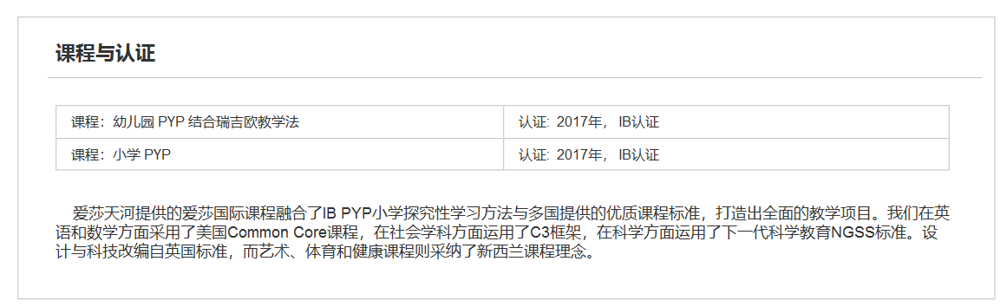 课程与认证
课程：幼儿园 PYP 结合瑞吉欧教学法 认证: 2017年， IB认证
课程：小学 PYP 认证: 2017年， IB认证
爱莎天河提供的爱莎国际课程融合了IB PYP小学探究性学习方法与多国提供的优质课程标准，打造出全面的教学项目。我们在英
语和数学方面采用了美国Common Core课程，在社会学科方面运用了C3框架，在科学方面运用了下一代科学教育NGSS标准。设
计与科技改编自英国标准，而艺术、体育和健康课程则采纳了新西兰课程理念。